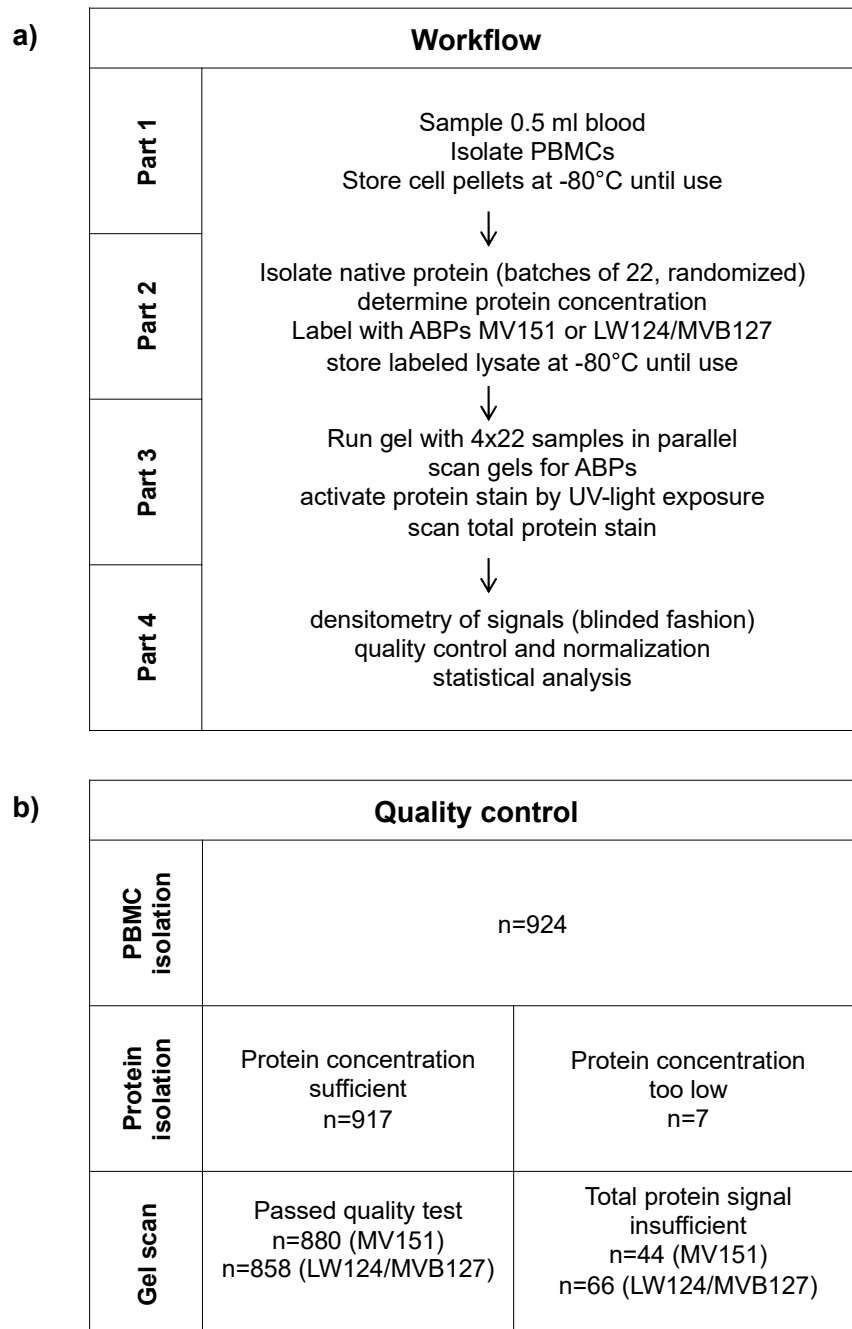 a)
Workflow
Part 1
Sample 0.5 ml blood
Isolate PBMCs
Store cell pellets at -80°C until use
Part 2
Isolate native protein (batches of 22, randomized)
determine protein concentration
Label with ABPs MV151 or LW124/MVB127
store labeled lysate at -80°C until use
Part 3
Run gel with 4x22 samples in parallel
scan gels for ABPs
activate protein stain by UV-light exposure
scan total protein stain
Part 4
densitometry of signals (blinded fashion)
quality control and normalization
statistical analysis
b)
Quality control
PBMC
isolation
n=924
Protein
isolation
Protein concentration
sufficient
n=917
Protein concentration
too low
n=7
Gel scan
Passed quality test
n=880 (MV151)
n=858 (LW124/MVB127)
Total protein signal
insufficient
n=44 (MV151)
n=66 (LW124/MVB127)